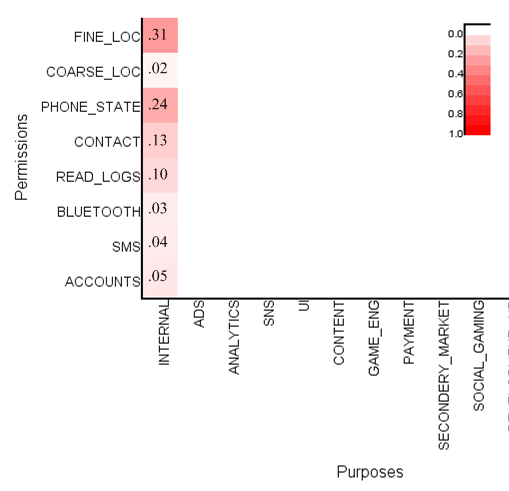 FINE_LOC .31
COARSE_LOC .02
PHONE_STATE .24
CONTACT .13
READ_LOGS .10
BLUETOOTH .03
SMS .04
ACCOUNTS .05
Permissions
0.0
0.2
0.4
0.6
0.8
1.0
INTERNAL
ADS
ANALYTICS
SNS
UI
CONTENT
GAME_ENG
PAYMENT
SECONDERY_MARKET
SOCIAL_GAMING
Purposes